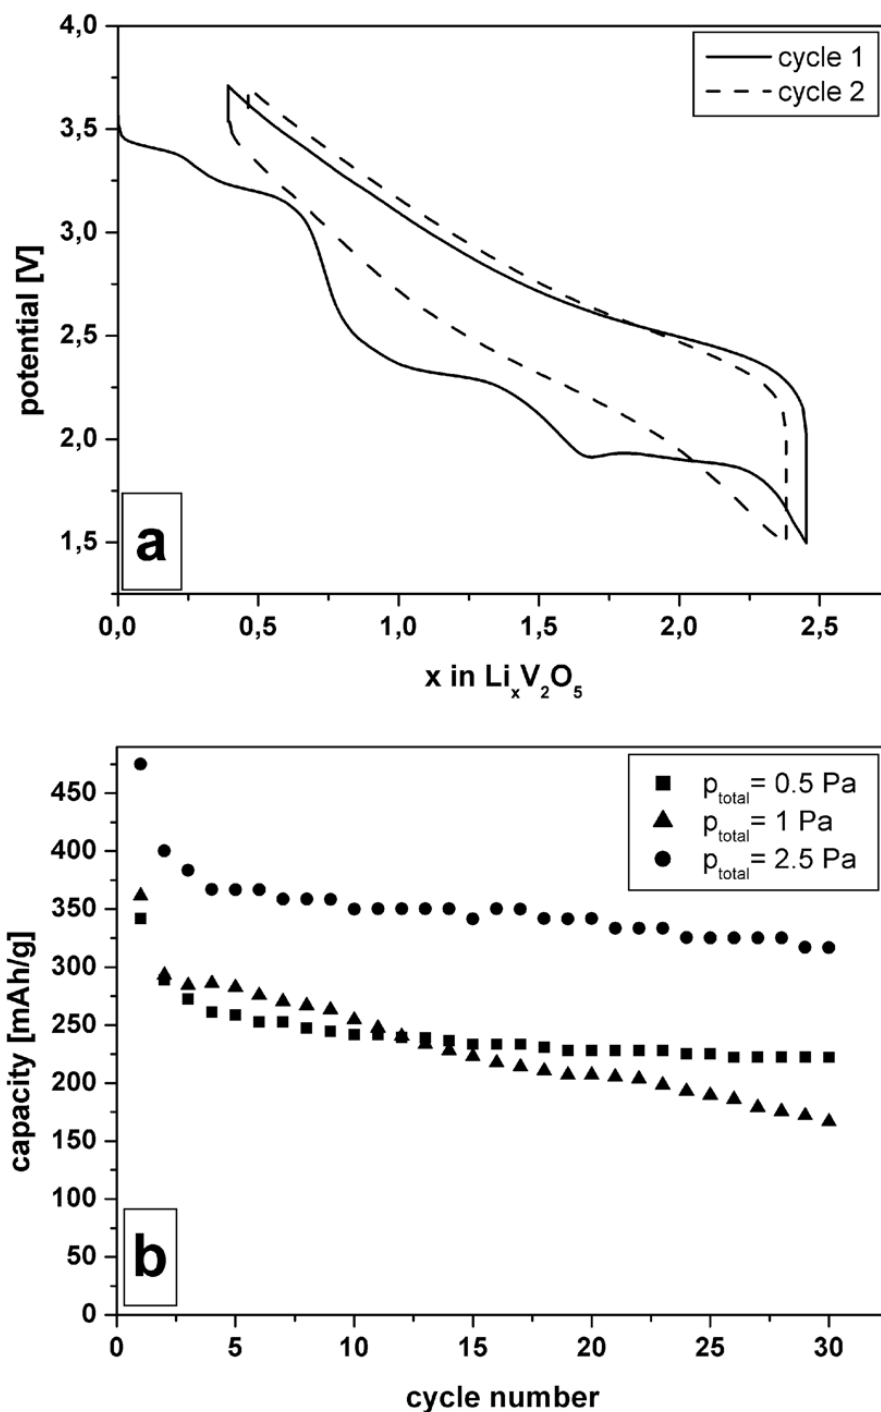 4,0
3,5
3,0
2,5
2,0
1,5
potential [V]
cycle 1
cycle 2
a
0,0 0,5 1,0 1,5 2,0 2,5
x in LixV2O5
450
400
350
300
250
200
150
100
50
0
capacity [mAh/g]
ptotal= 0.5 Pa
ptotal= 1 Pa
ptotal= 2.5 Pa
b
0 5 10 15 20 25 30
cycle number